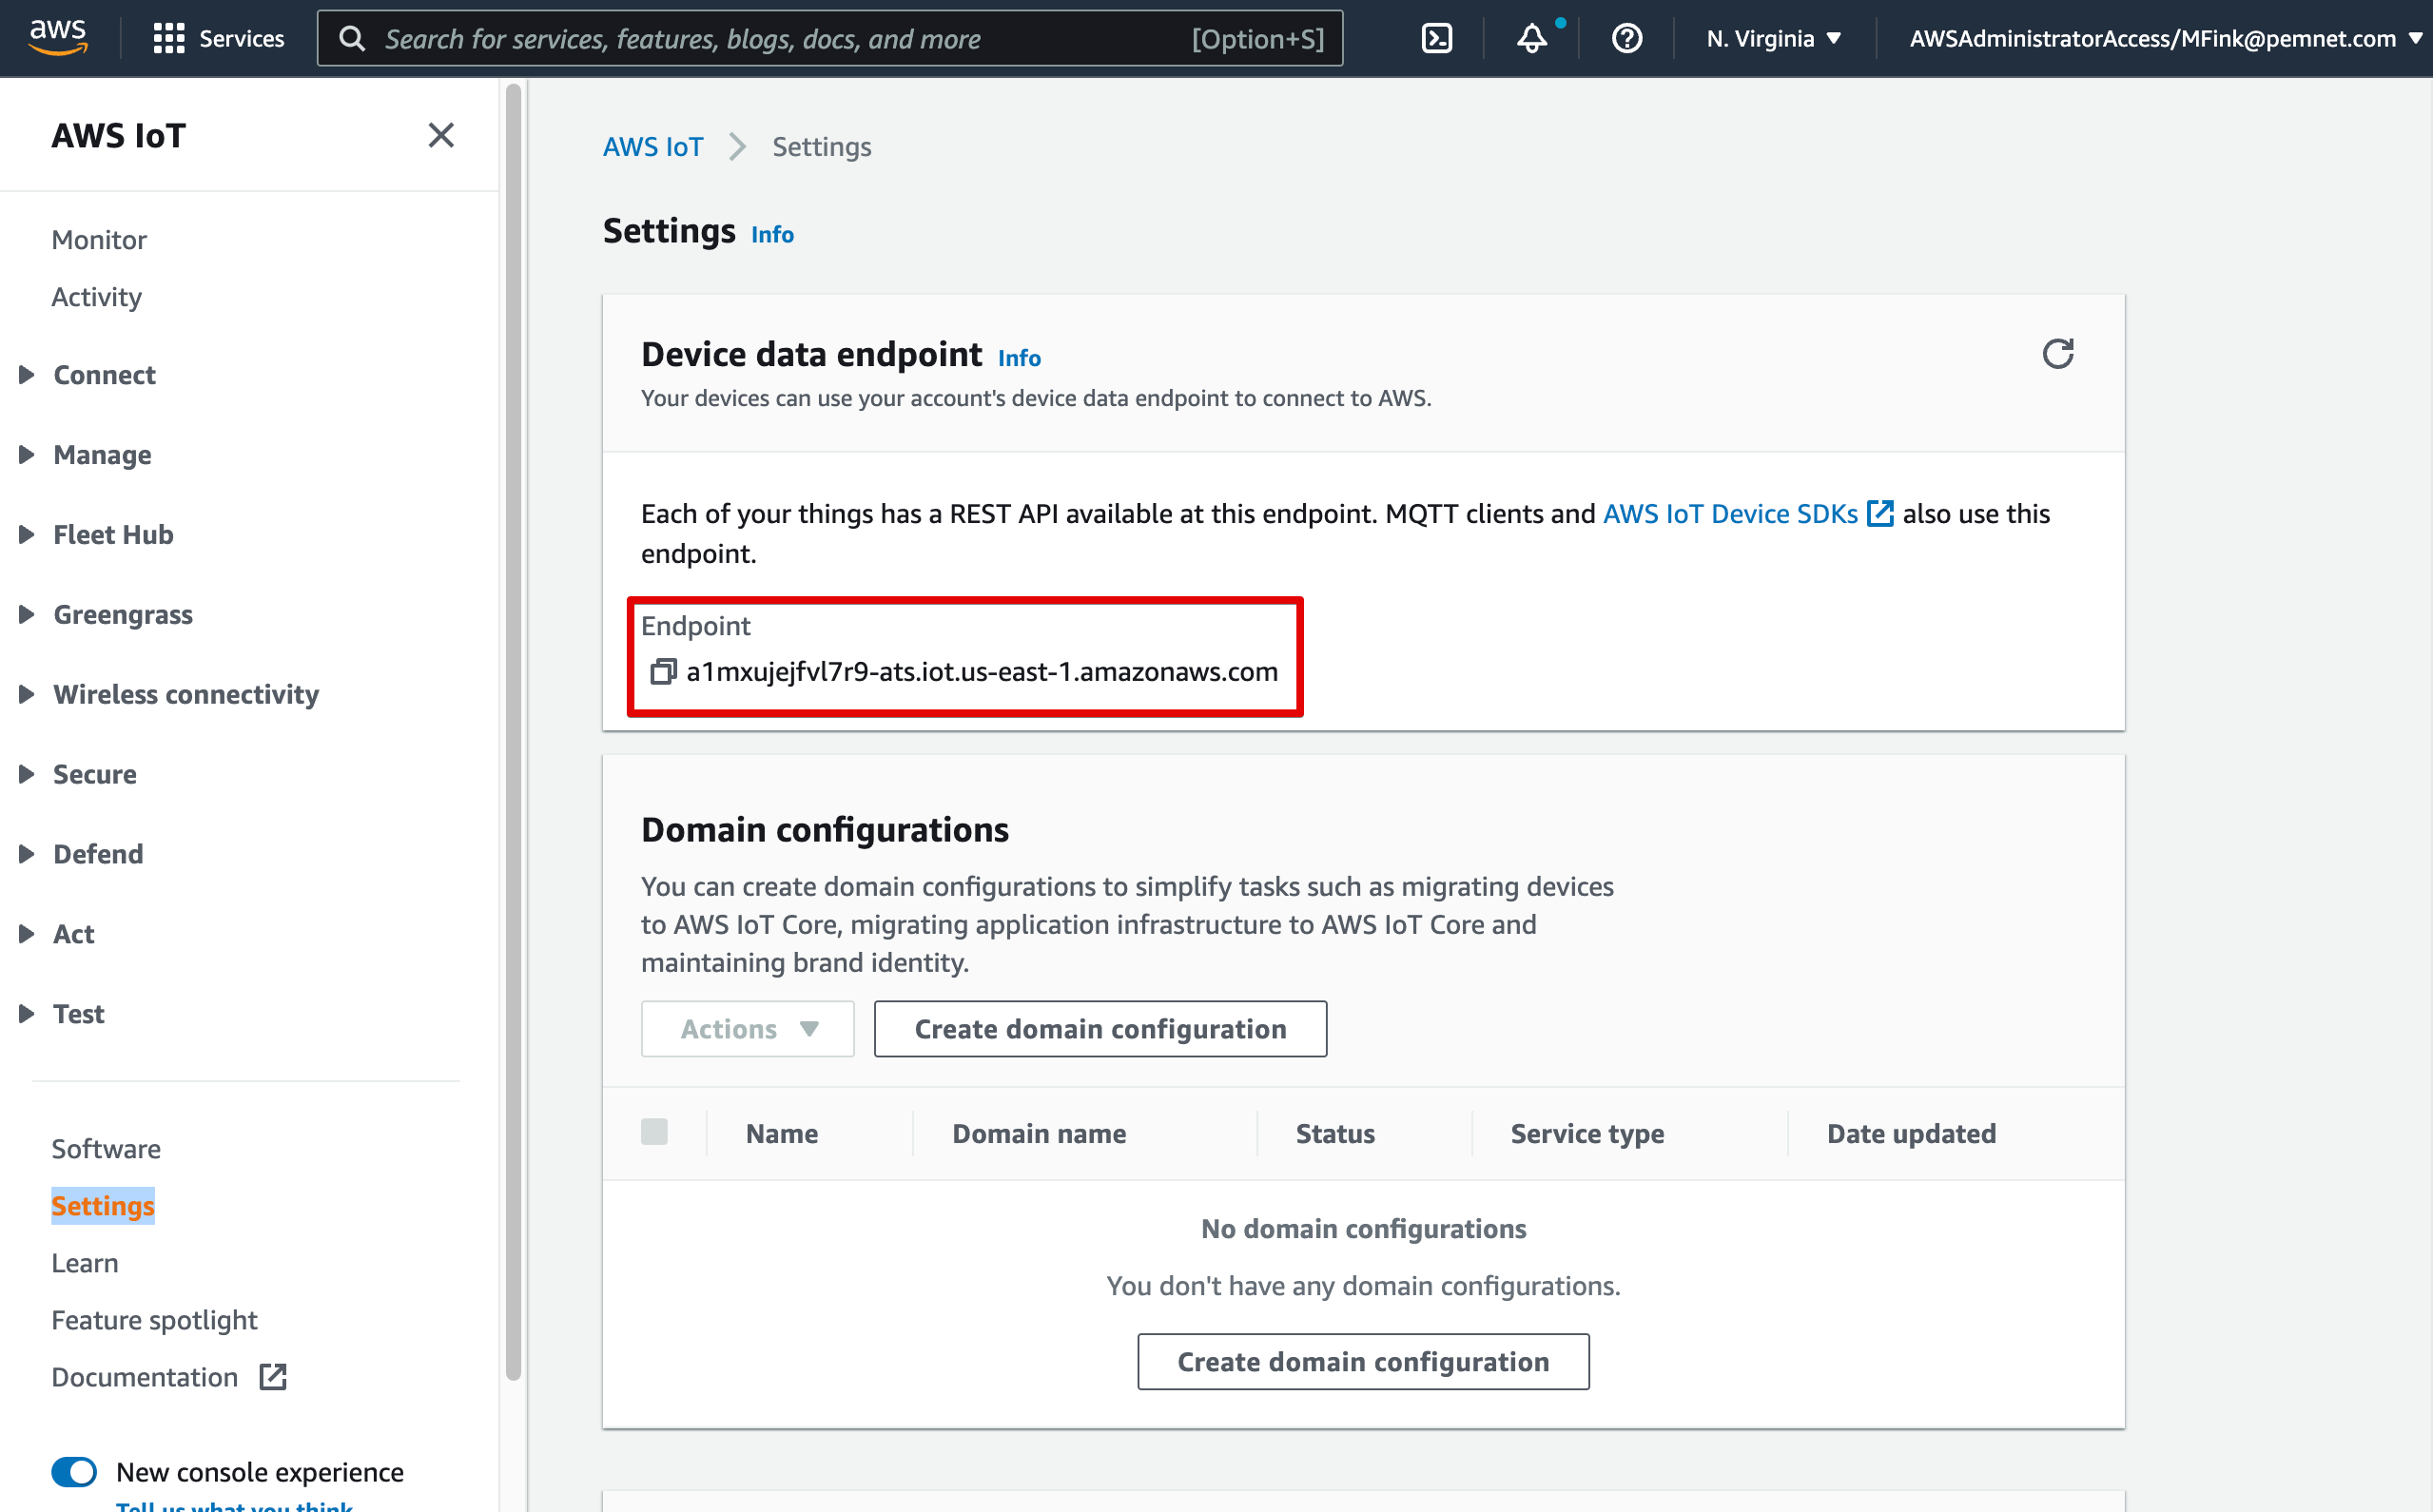 aws
Services
Search for services, features, blogs, docs, and more [Option+S]
N. Virginia
AWSAdministratorAccess/MFink@pemnet.com
AWS IoT
Monitor
Activity
Connect
Manage
Fleet Hub
Greengrass
Wireless connectivity
Secure
Defend
Act
Test
Software
Settings
Learn
Feature spotlight
Documentation
New console experience
Tell us what you think
AWS IoT Settings
Settings Info
Device data endpoint Info
Your devices can use your account's device data endpoint to connect to AWS.
Each of your things has a REST API available at this endpoint. MQTT clients and AWS IoT Device SDKs also use this
endpoint.
Endpoint
a1mxujejfvl7r9-ats.iot.us-east-1.amazonaws.com
Domain configurations
You can create domain configurations to simplify tasks such as migrating devices
to AWS IoT Core, migrating application infrastructure to AWS IoT Core and
maintaining brand identity.
Actions Create domain configuration
Name Domain name Status Service type Date updated
No domain configurations
You don't have any domain configurations.
Create domain configuration